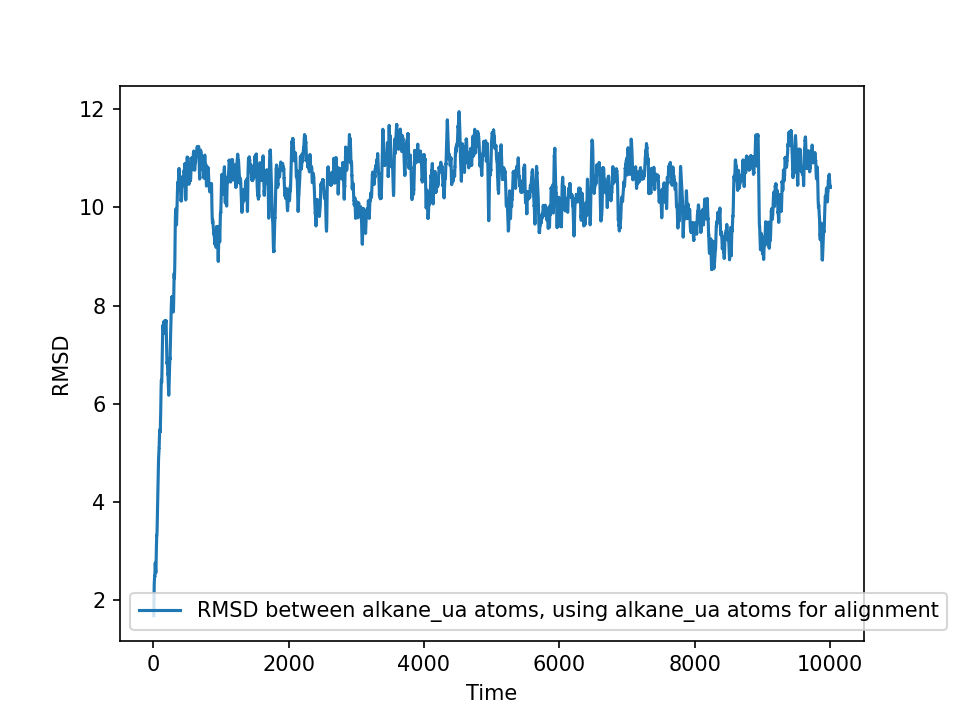 12
10
8
6
4
2
RMSD
RMSD between alkane_ua atoms, using alkane_ua atoms for alignment
0 2000 4000 6000 8000 10000
Time